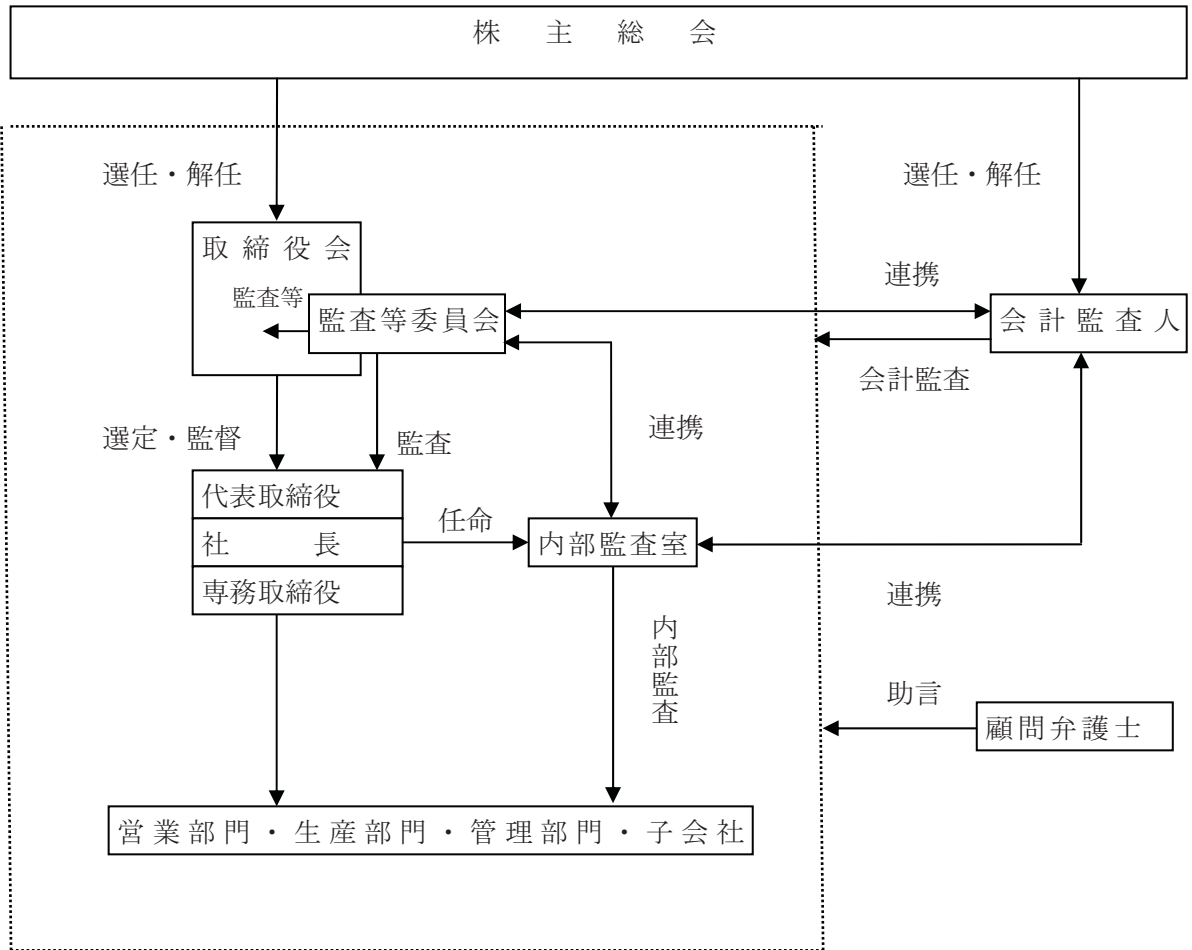 株主総会
選任・解任
選任・解任
取締役会
連携
監査等
監査等委員会
会計監査人
会計監査
選定・監督
監査
連携
代表取締役
任命
社長
内部監査室
専務取締役
連携
内部監査
助言
顧問弁護士
営業部門・生産部門・管理部門・子会社